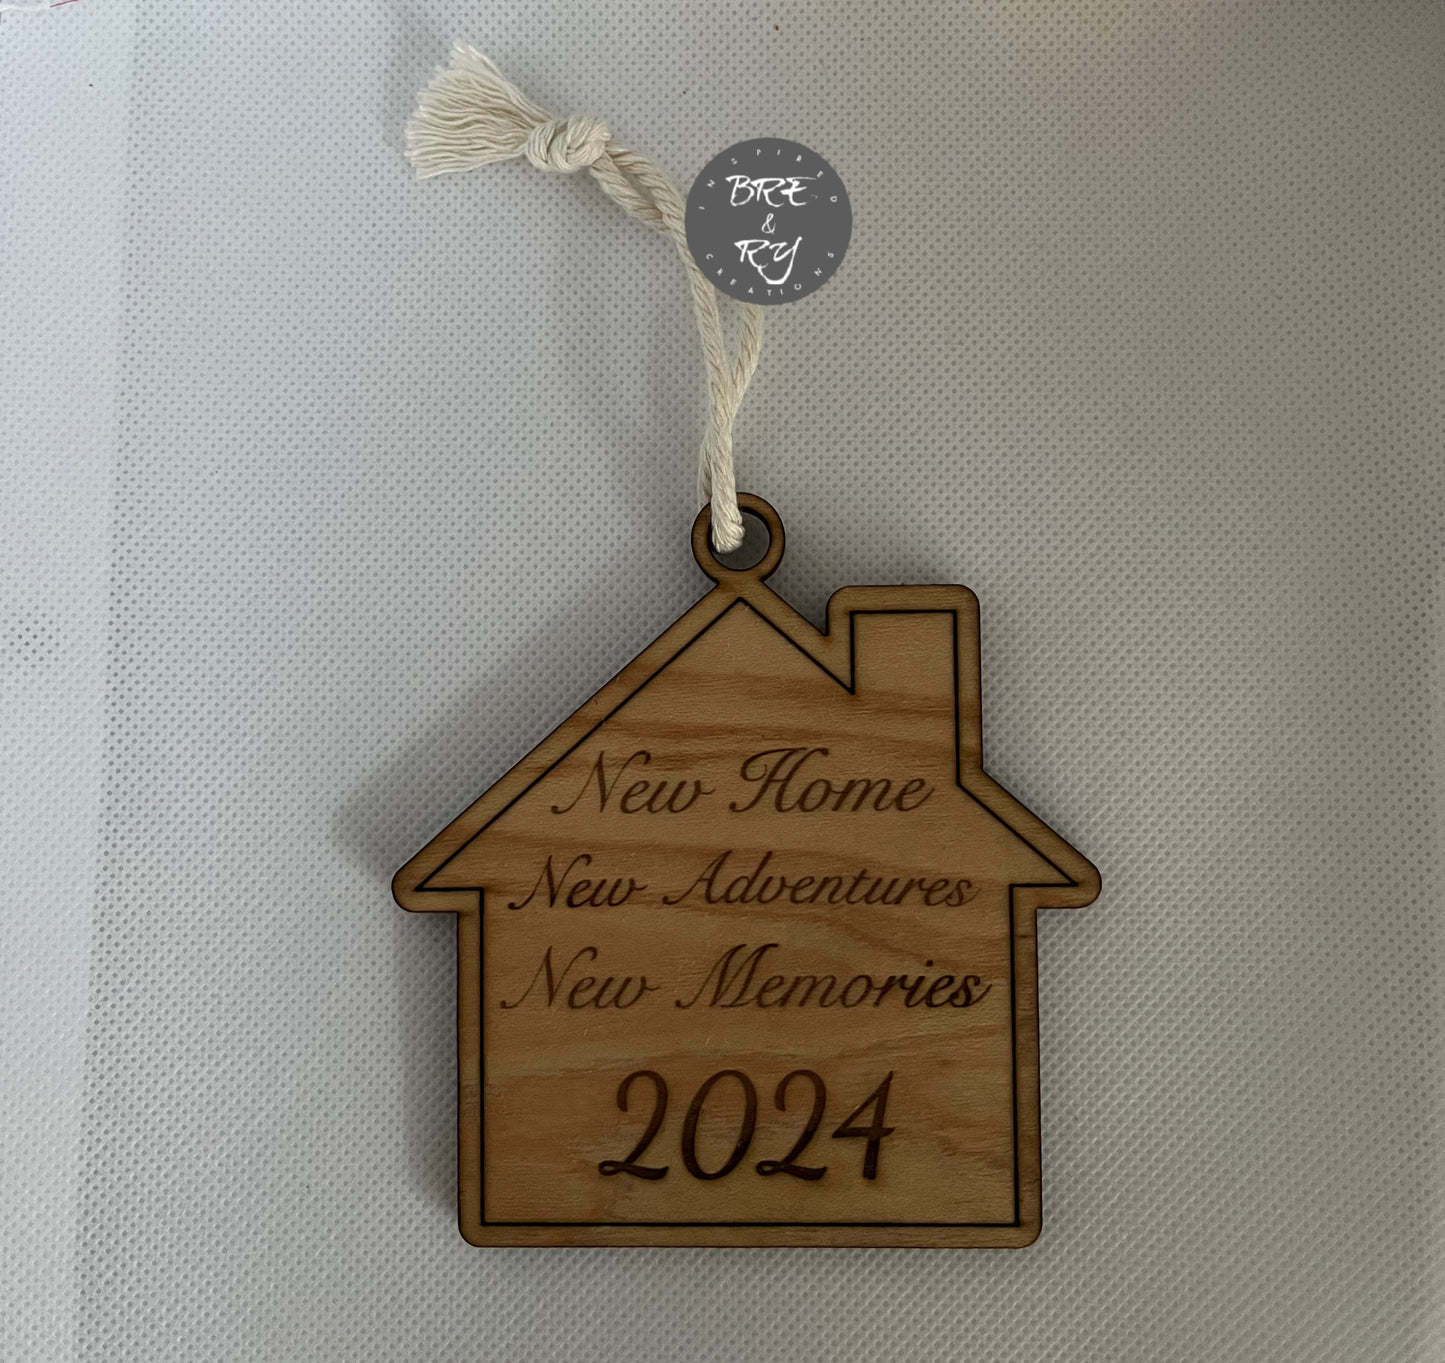 INSPIRED
BRE
&
RY
CREATIONS
New Home
New Adventures
New Memories
2024